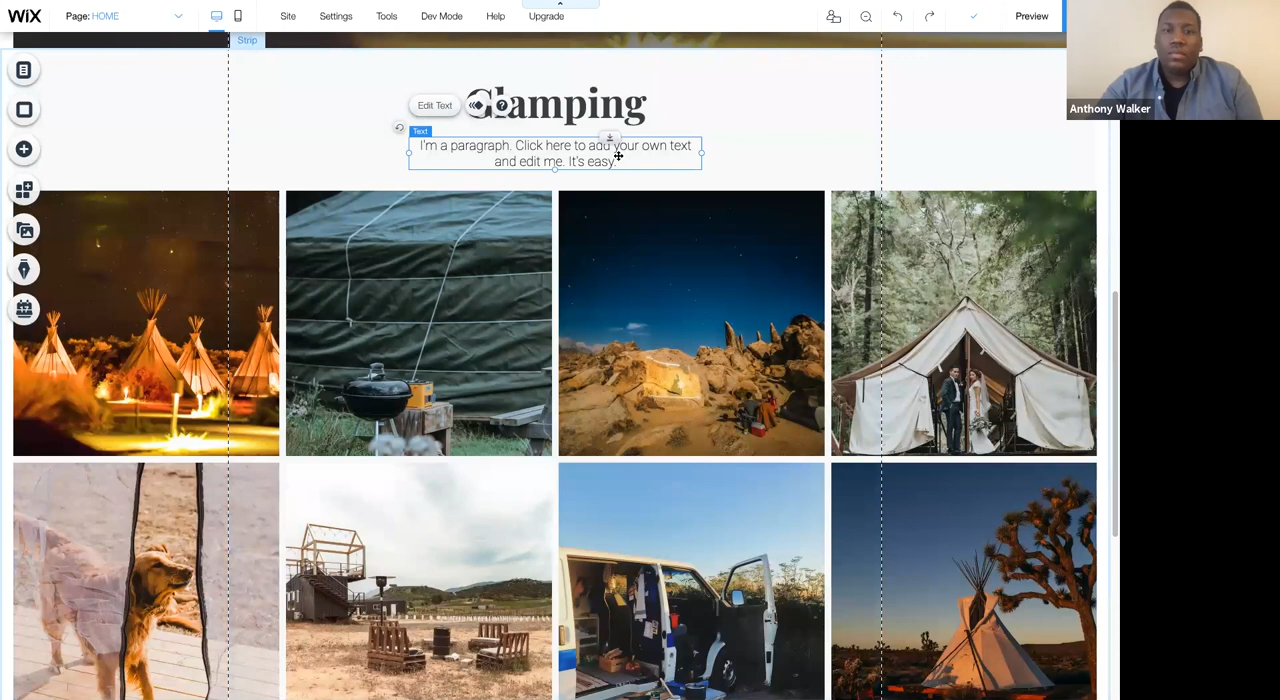 WiX
Page: HOME
Site
Settings
Tools
Dev Mode
Help
Upgrade
Preview
Strip
Anthony Walker
Edit Text
?
Glamping
Text
I'm a paragraph. Click here to add your own text
and edit me. It's easy.